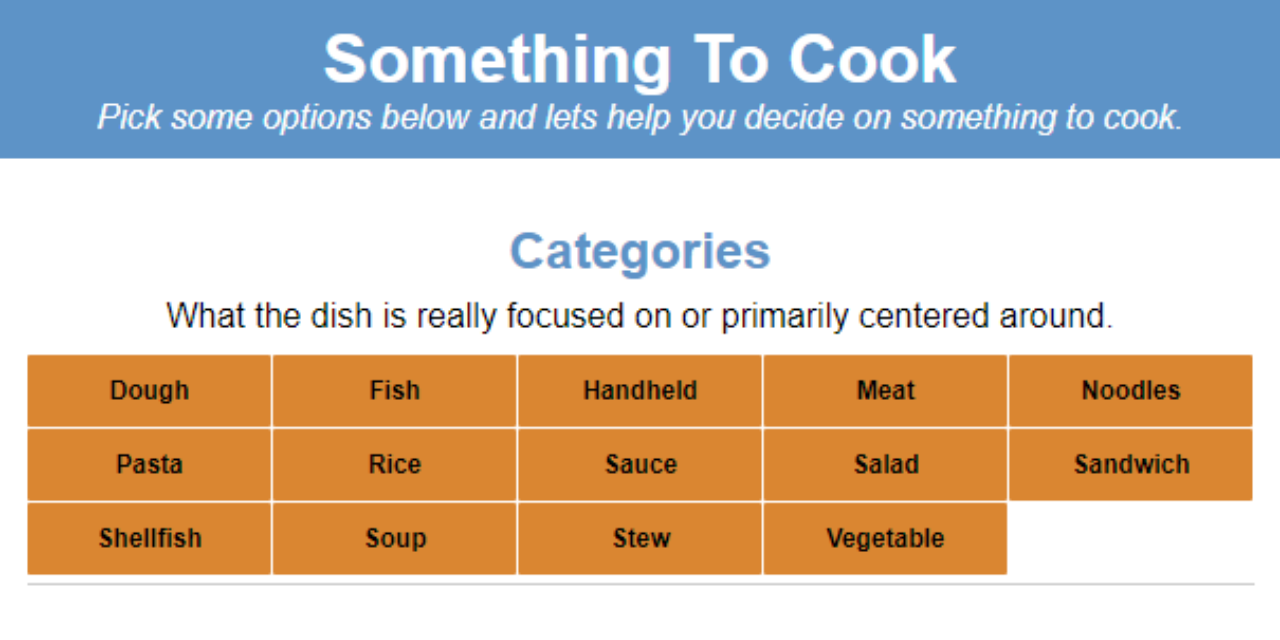 Something To Cook
Pick some options below and lets help you decide on something to cook.
Categories
What the dish is really focused on or primarily centered around.
Dough Fish Handheld Meat Noodles
Pasta Rice Sauce Salad Sandwich
Shellfish Soup Stew Vegetable